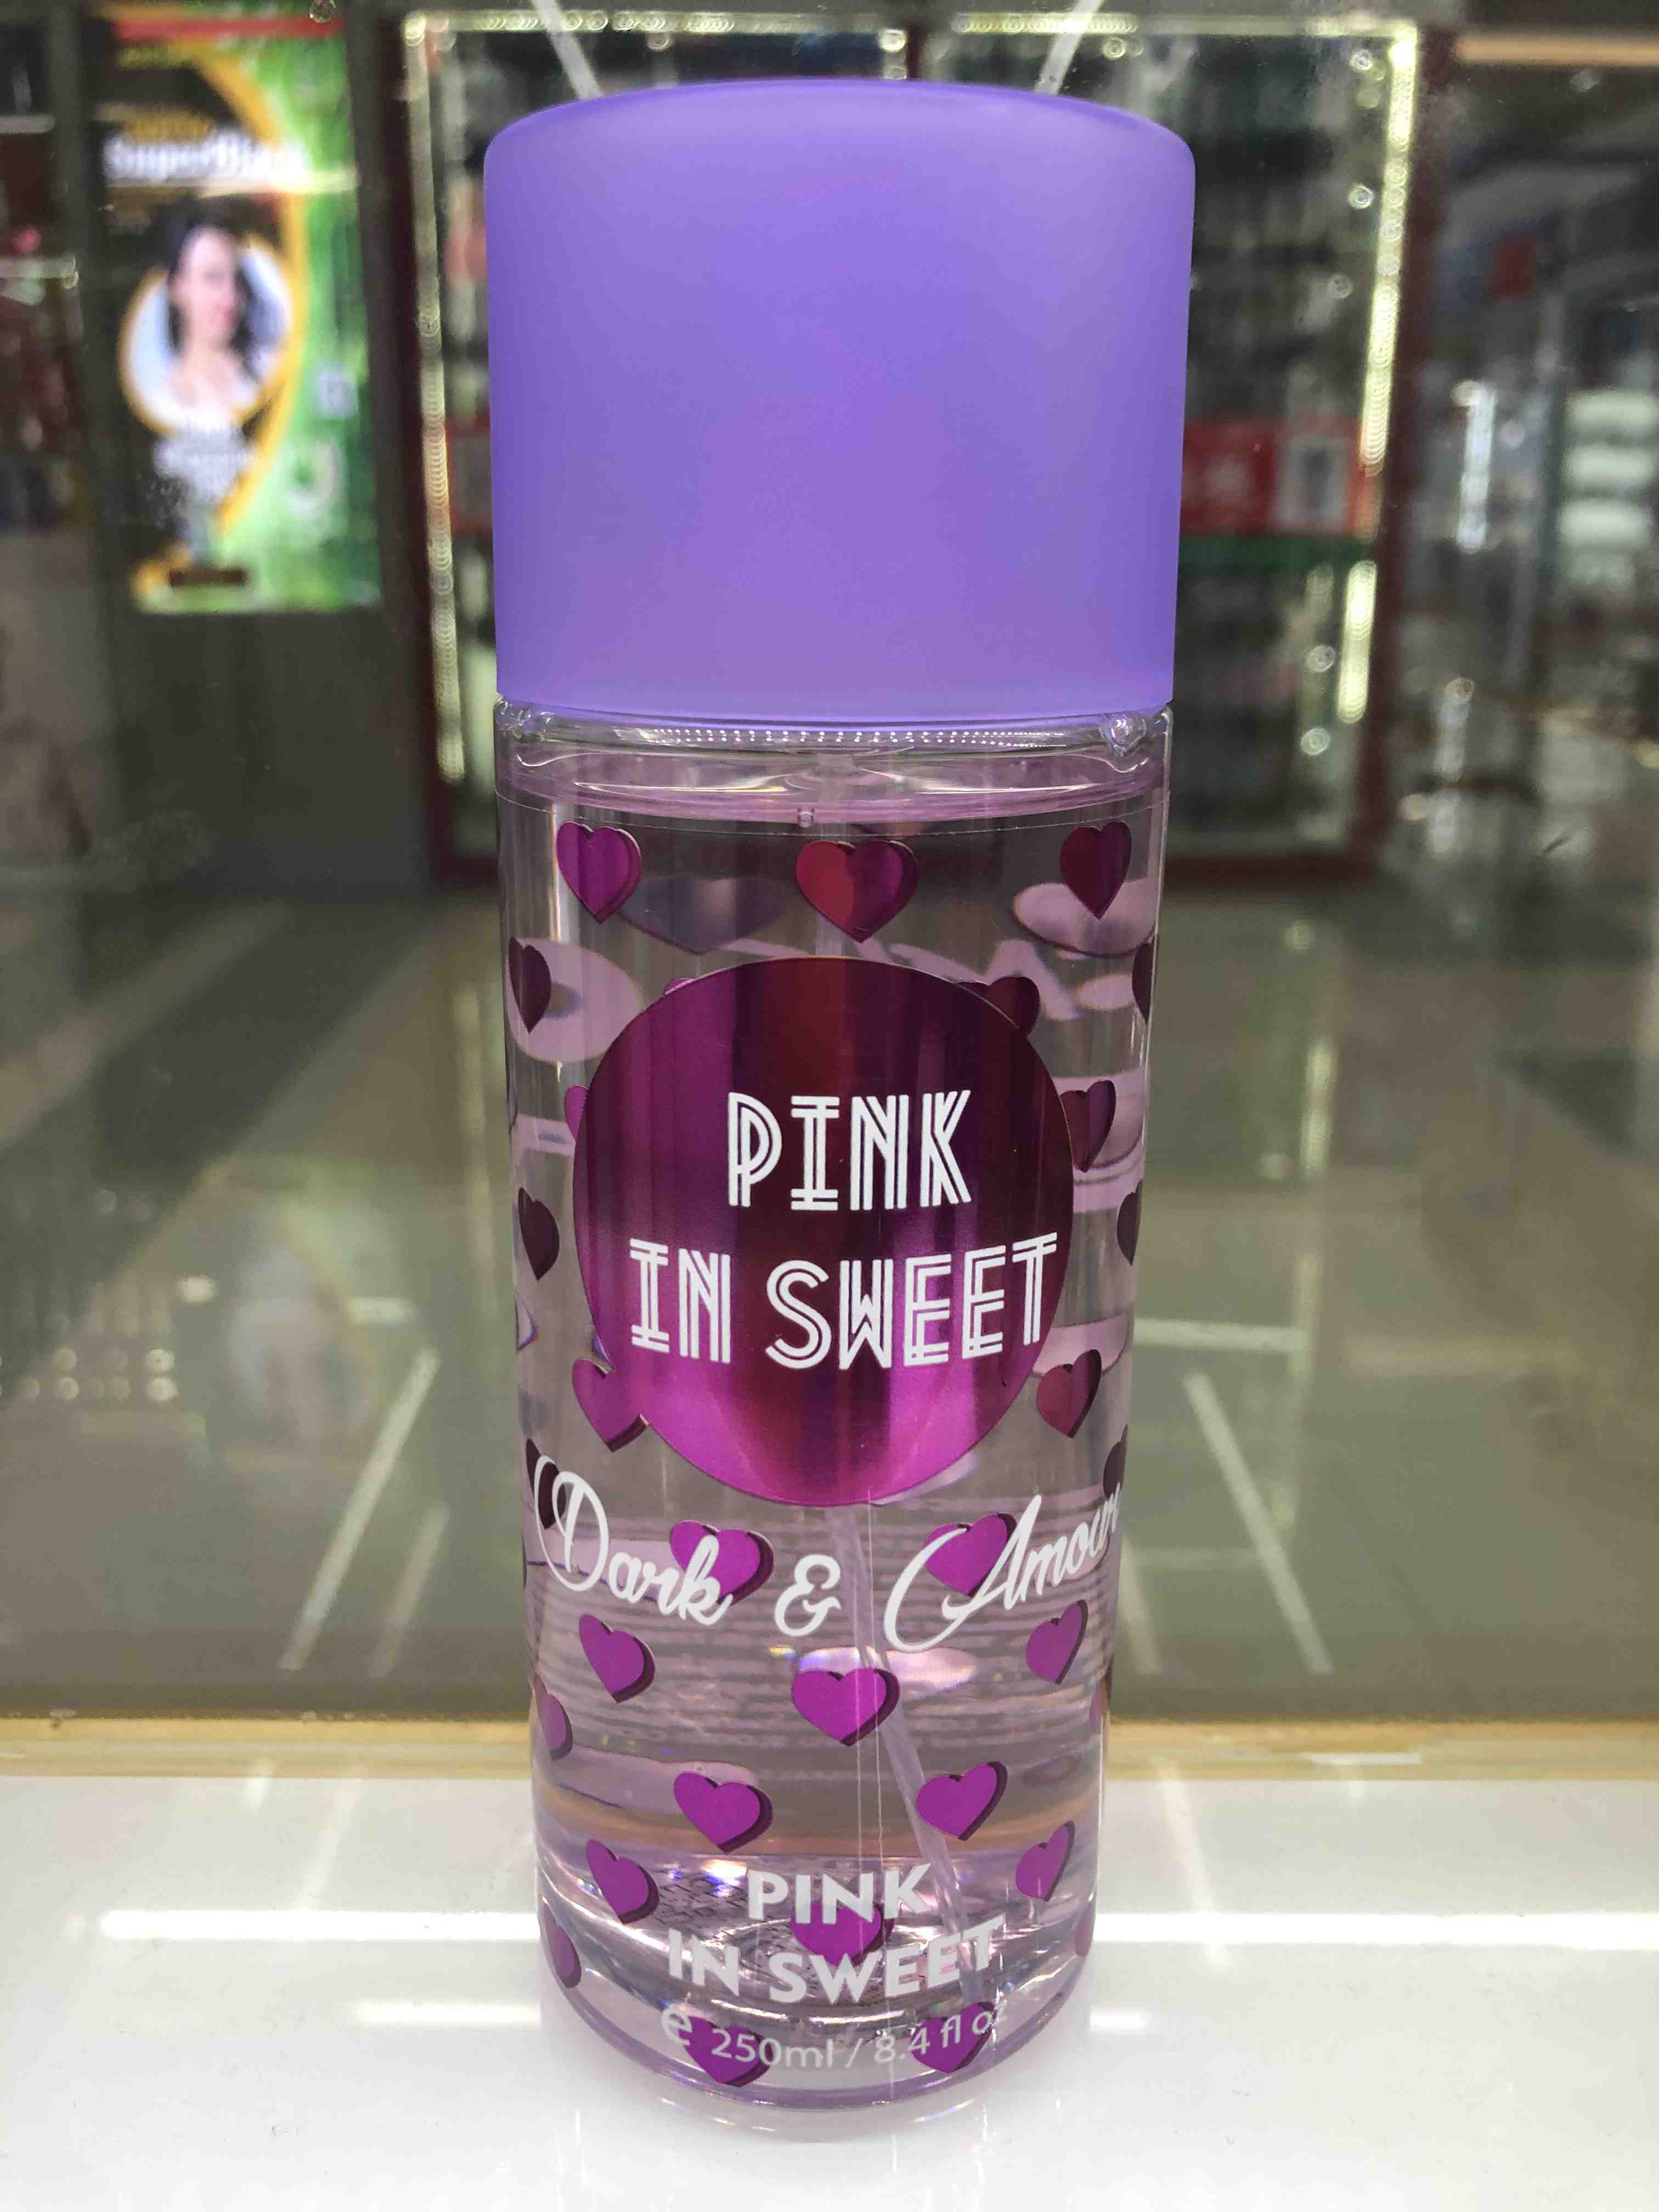 PINK
IN SWEET
Dark & Amour
PINK
IN SWEET
e 250ml / 8.4 fl oz